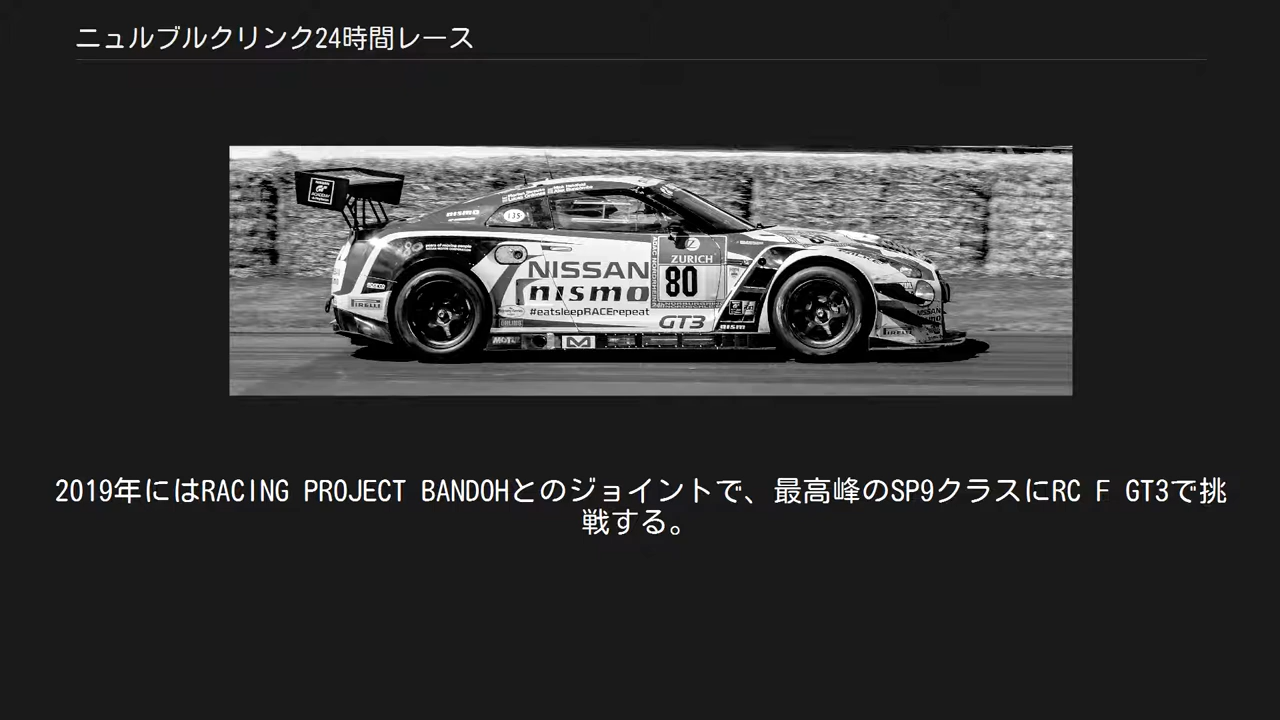 ニュルブルクリンク24時間レース
nismo
135
ZURICH
80
NISSAN
nismo
#eatsleepRACErepeat
GT3
2019年にはRACING PROJECT BANDOHとのジョイントで、最高峰のSP9クラスにRC F GT3で挑
戦する。